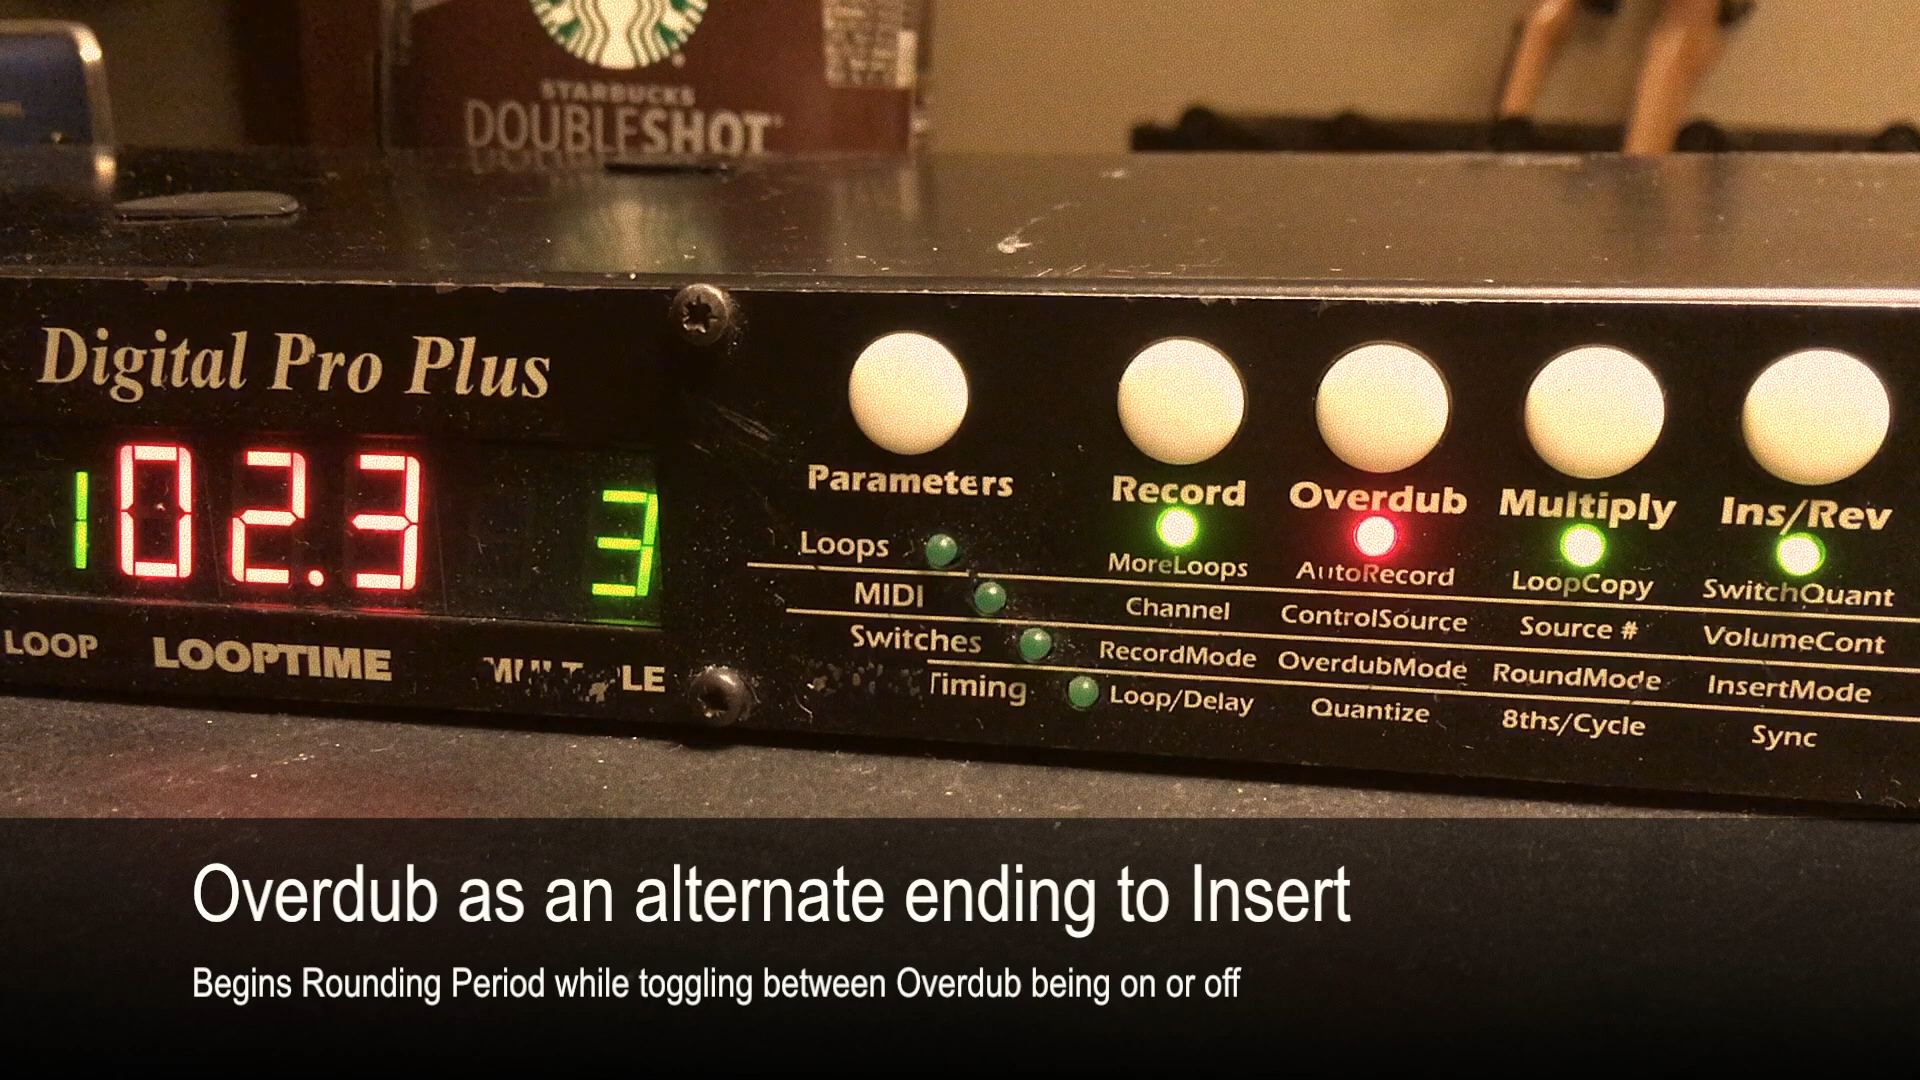 STARBUCKS
DOUBLESHOT
Digital Pro Plus
1 02.3 3
LOOP LOOPTIME
Parameters Record Overdub Multiply Ins/Rev
Loops MoreLoops AutoRecord LoopCopy SwitchQuant
MIDI Channel ControlSource Source # VolumeCont
Switches RecordMode OverdubMode RoundMode InsertMode
Timing Loop/Delay Quantize 8ths/Cycle Sync
Overdub as an alternate ending to Insert
Begins Rounding Period while toggling between Overdub being on or off